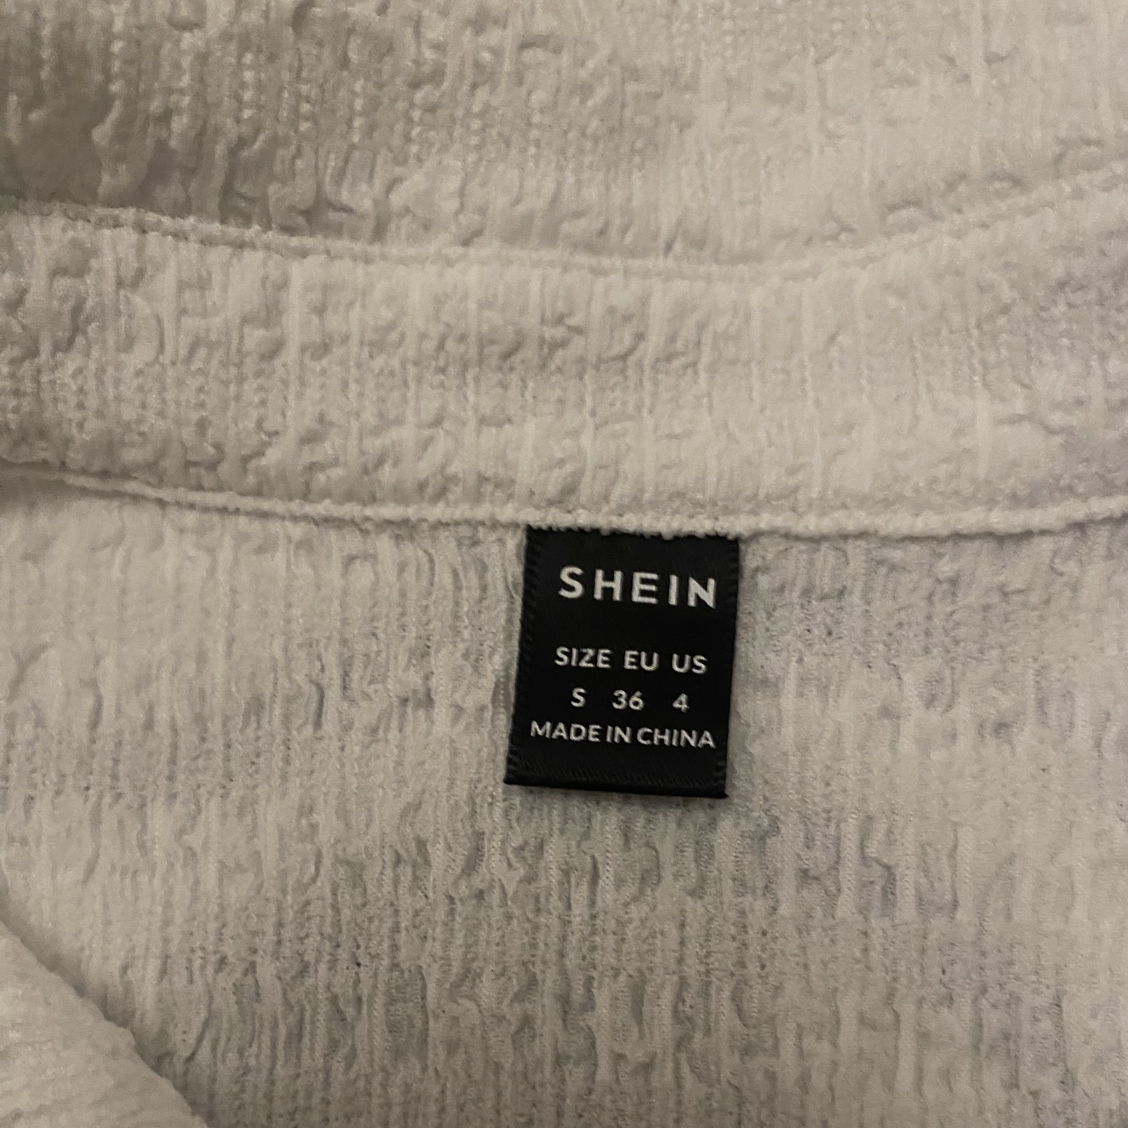 SHEIN
SIZE EU US
S 36 4
MADE IN CHINA